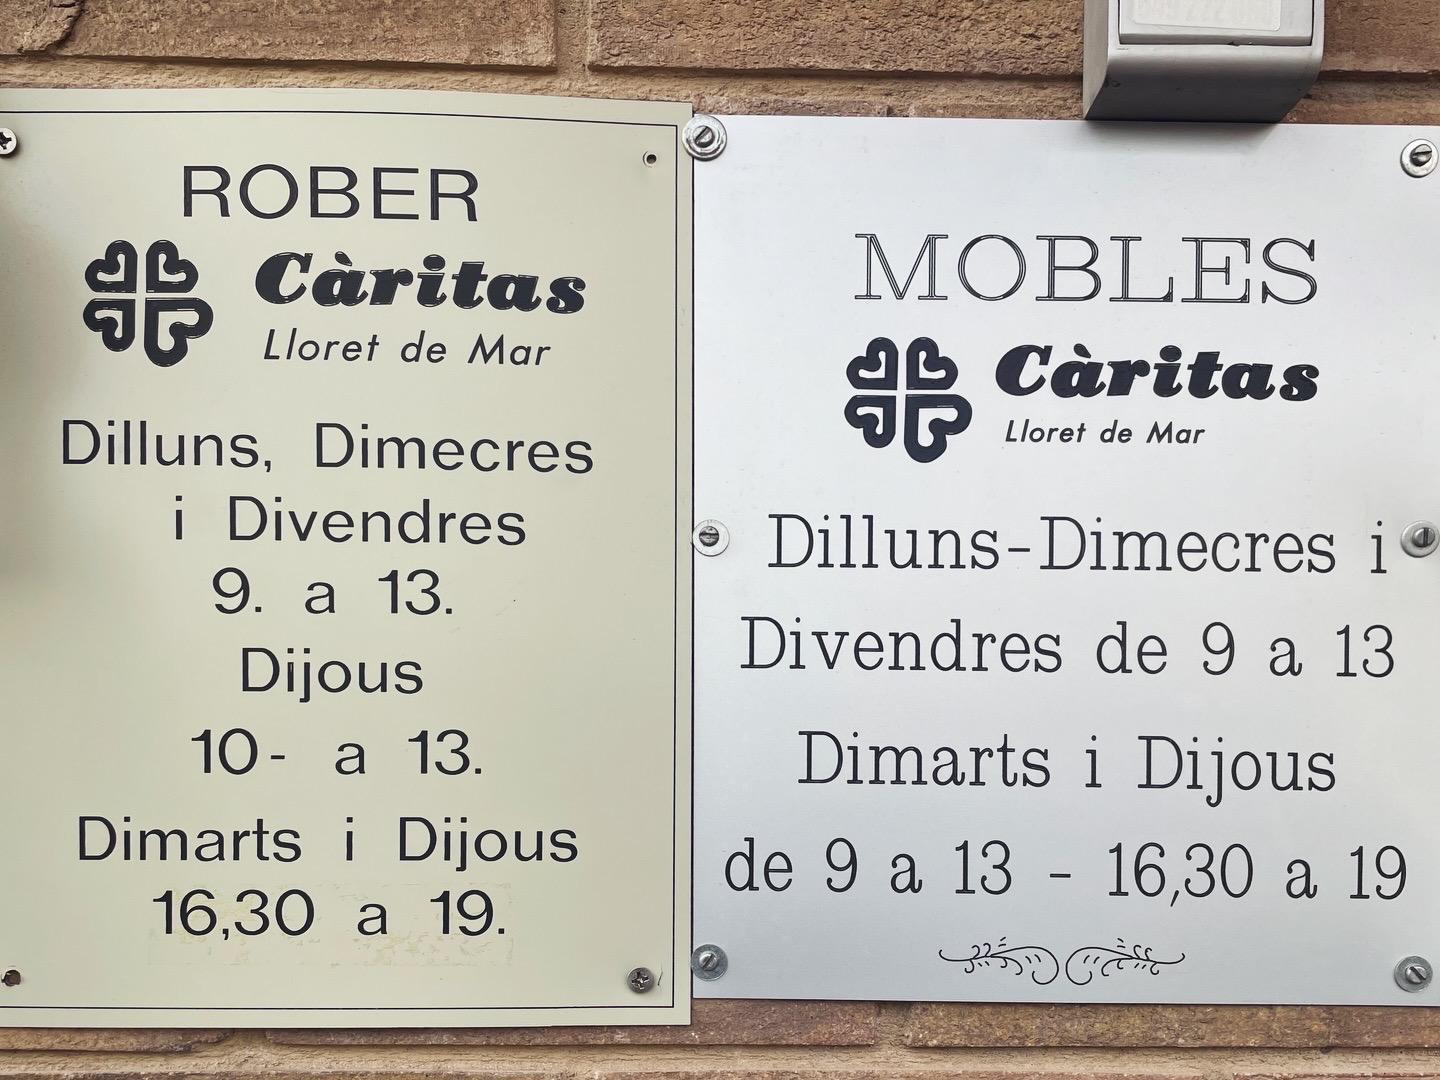 ROBER
Càritas
Lloret de Mar
Dilluns, Dimecres
i Divendres
9. a 13.
Dijous
10- a 13.
Dimarts i Dijous
16,30 a 19.
MOBLES
Càritas
Lloret de Mar
Dilluns-Dimecres i
Divendres de 9 a 13
Dimarts i Dijous
de 9 a 13 - 16,30 a 19